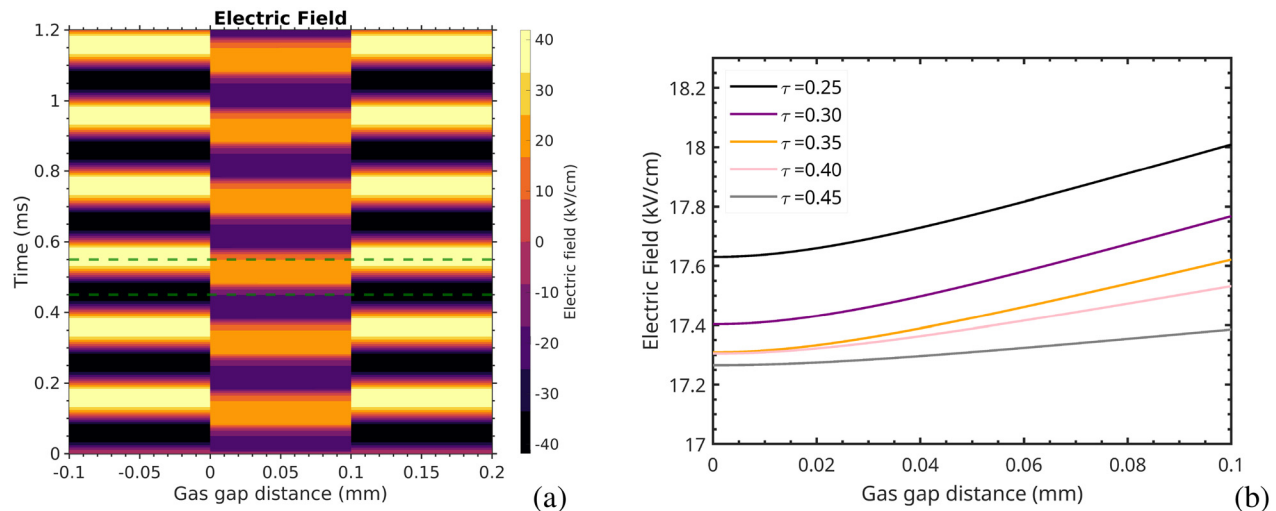 Electric Field
1.2
1
0.8
0.6
0.4
0.2
0
Time (ms)
-0.1 -0.05 0 0.05 0.1 0.15 0.2
Gas gap distance (mm)
40
30
20
10
0
-10
-20
-30
-40
Electric field (kV/cm)
(a)
18.2
18
17.8
17.6
17.4
17.2
17
Electric Field (kV/cm)
τ =0.25
τ =0.30
τ =0.35
τ =0.40
τ =0.45
0 0.02 0.04 0.06 0.08 0.1
Gas gap distance (mm)
(b)